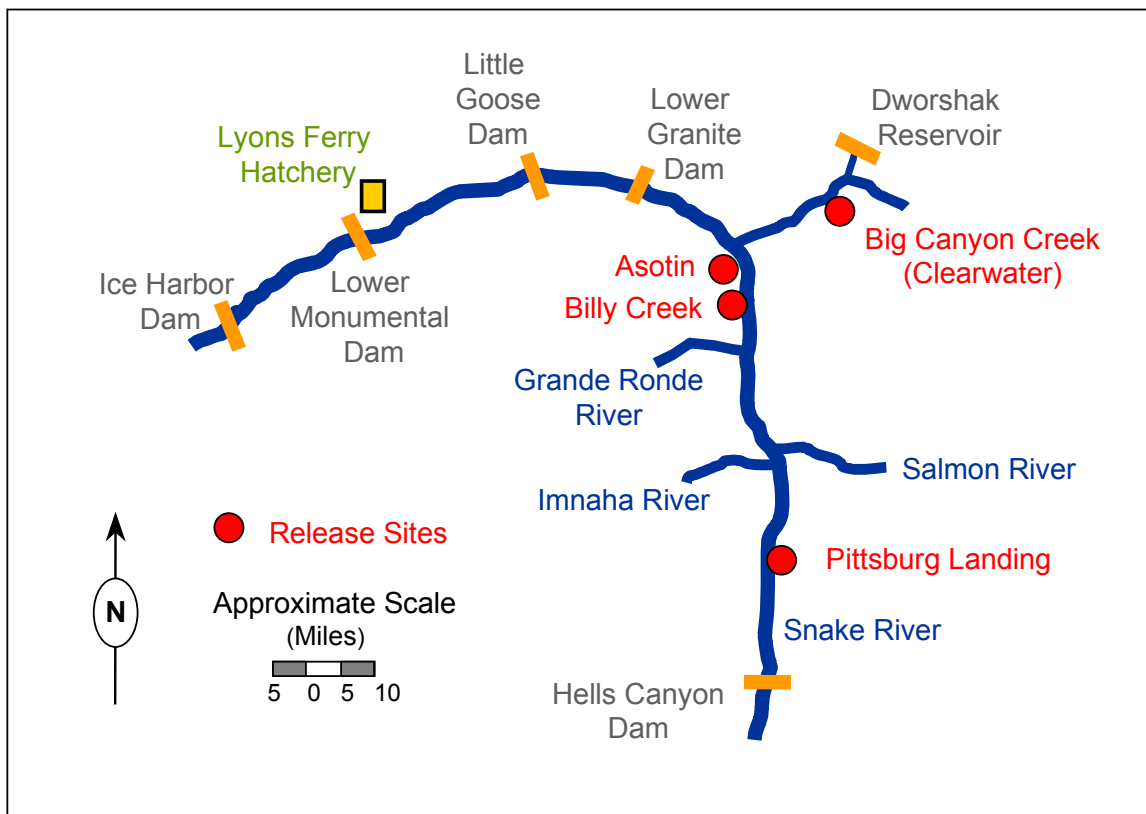 Little
Goose
Dam
Lower
Granite
Dam
Dworshak
Reservoir
Lyons Ferry
Hatchery
Big Canyon Creek
(Clearwater)
Asotin
Billy Creek
Ice Harbor
Dam
Lower
Monumental
Dam
Grande Ronde
River
Salmon River
Imnaha River
Release Sites
Pittsburg Landing
N
Approximate Scale
(Miles)
5 0 5 10
Snake River
Hells Canyon
Dam